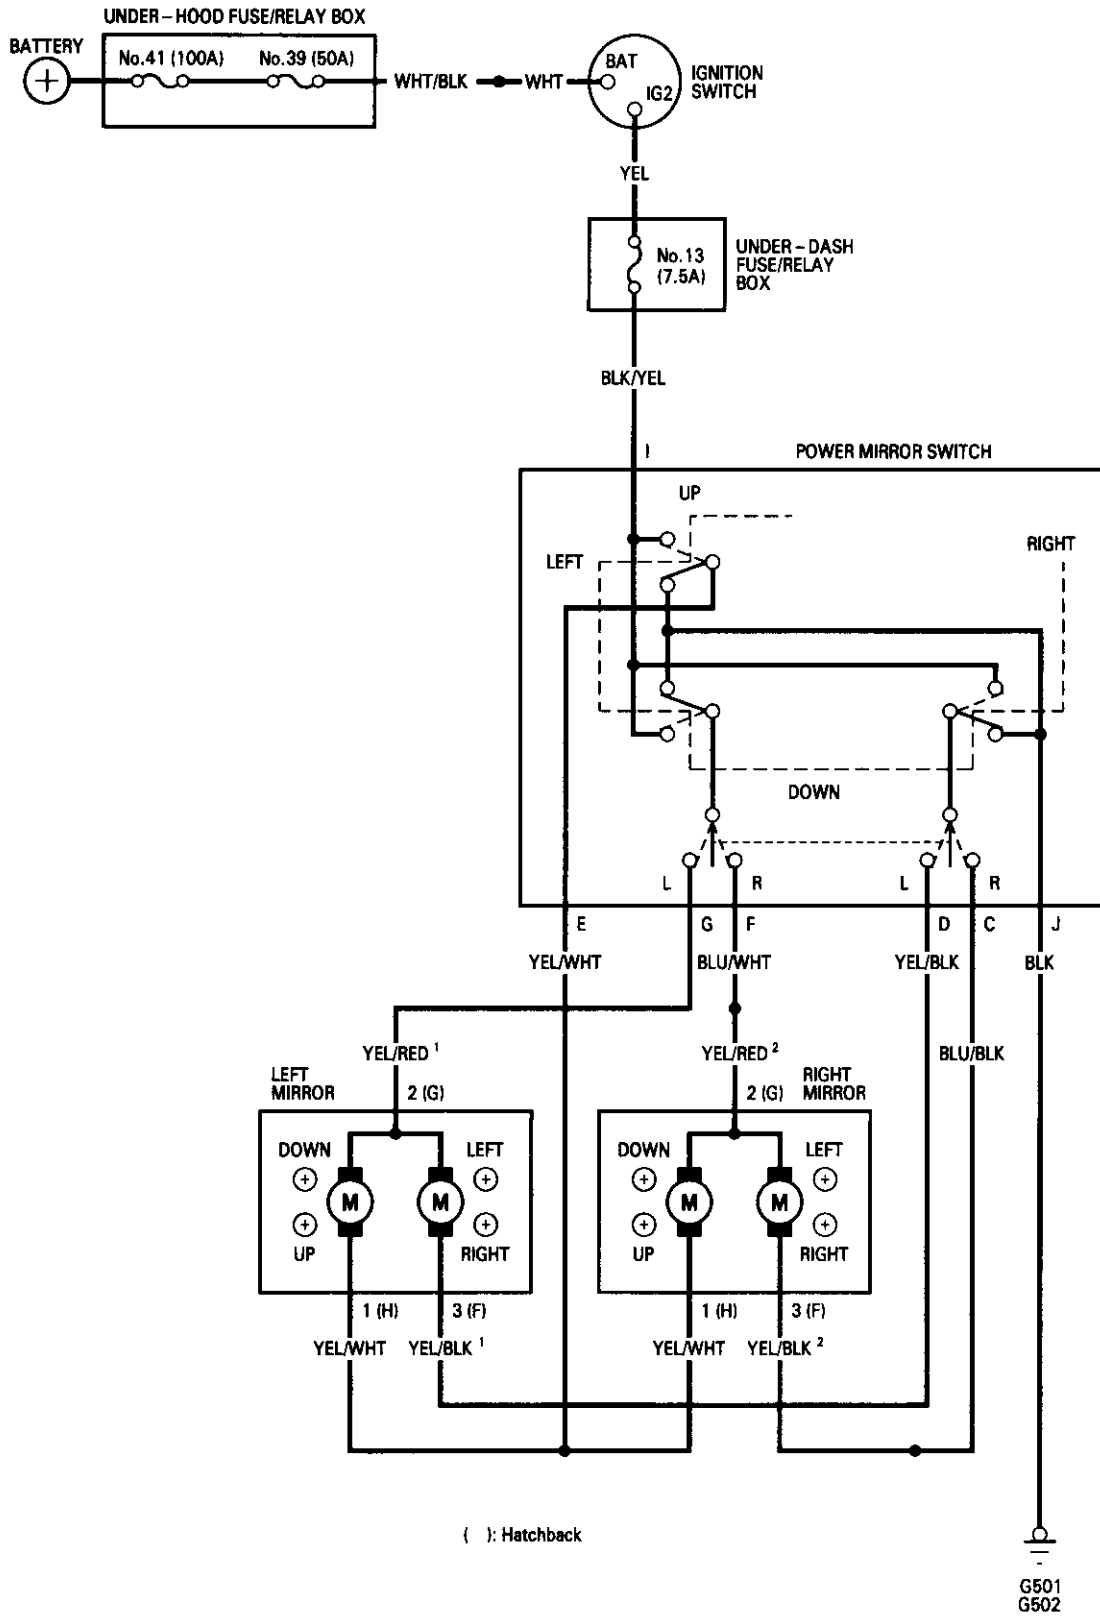 UNDER – HOOD FUSE/RELAY BOX
BATTERY
No.41 (100A)
No.39 (50A)
WHT/BLK
WHT
BAT
IG2
IGNITION
SWITCH
YEL
No.13
(7.5A)
UNDER – DASH
FUSE/RELAY
BOX
BLK/YEL
I
POWER MIRROR SWITCH
UP
LEFT
RIGHT
DOWN
L
R
L
R
E
G
F
D
C
J
YEL/WHT
BLU/WHT
YEL/BLK
BLK
YEL/RED 1
YEL/RED 2
BLU/BLK
LEFT
MIRROR
2 (G)
2 (G)
RIGHT
MIRROR
DOWN
LEFT
DOWN
LEFT
M
M
M
M
UP
RIGHT
UP
RIGHT
1 (H)
3 (F)
1 (H)
3 (F)
YEL/WHT
YEL/BLK 1
YEL/WHT
YEL/BLK 2
( ): Hatchback
G501
G502